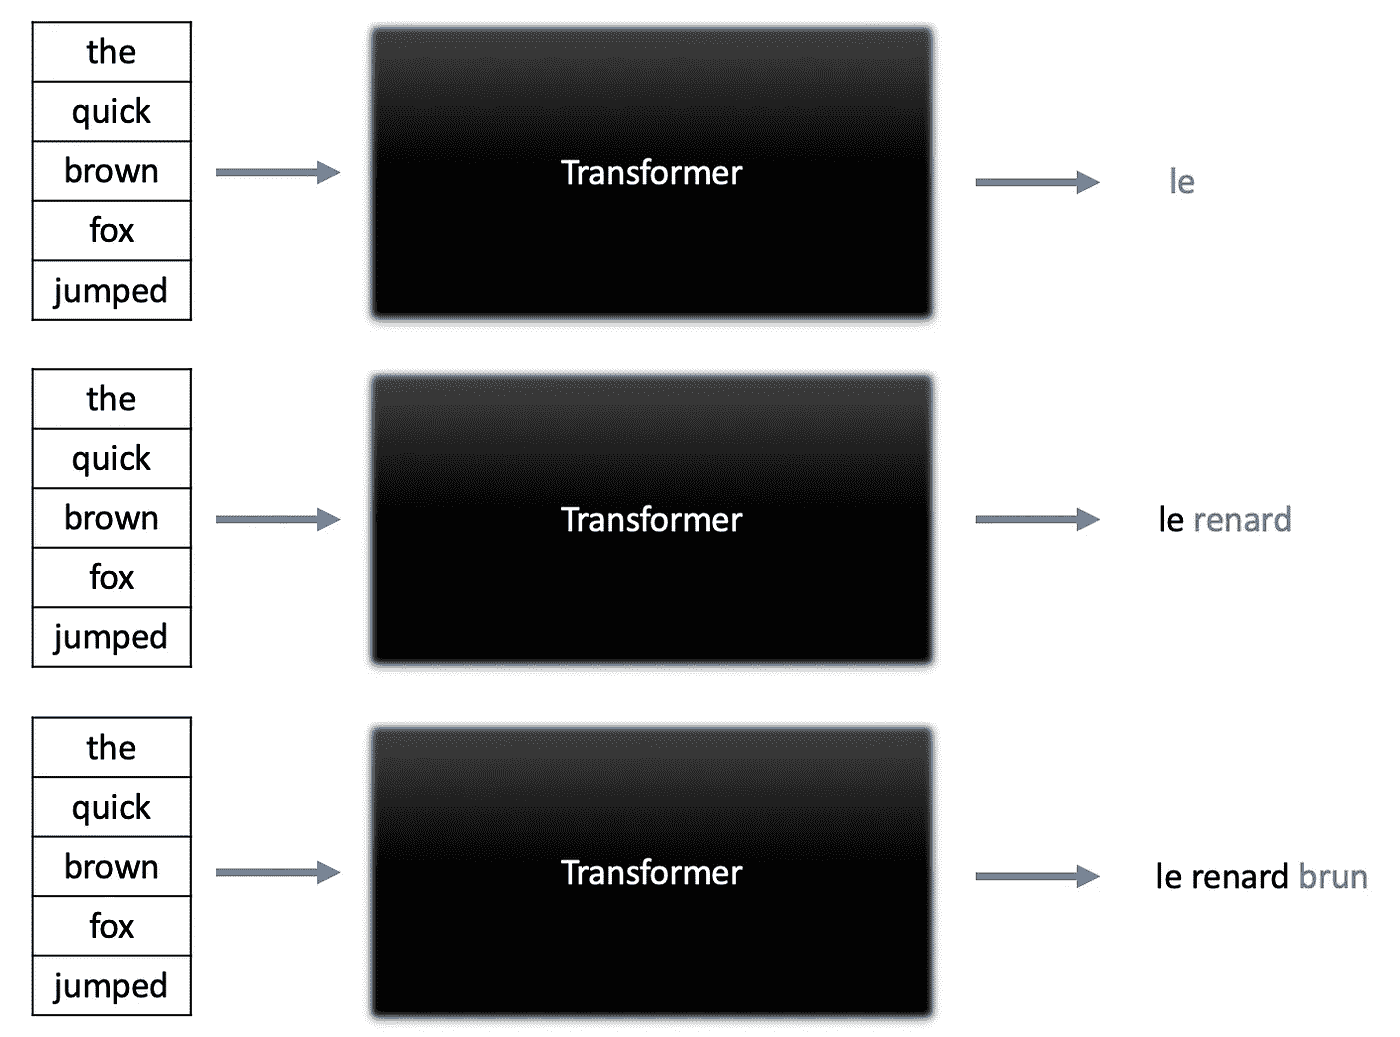 the
quick
brown
fox
jumped
Transformer
le
the
quick
brown
fox
jumped
Transformer
le renard
the
quick
brown
fox
jumped
Transformer
le renard brun